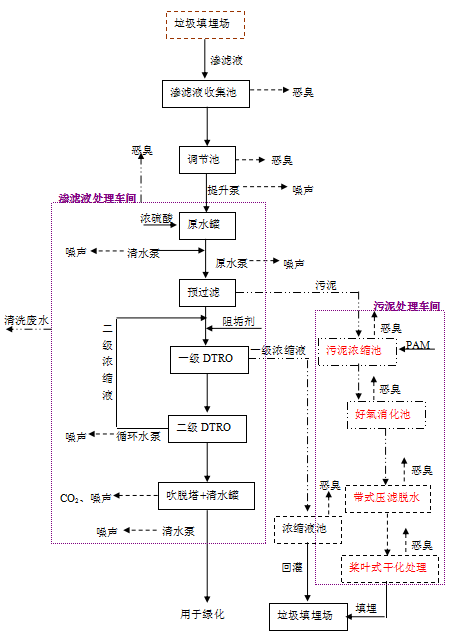 垃圾填埋场
渗滤液
渗滤液收集池
恶臭
恶臭
调节池
恶臭
提升泵
噪声
渗滤液处理车间
浓硫酸
原水罐
噪声
清水泵
原水泵
噪声
预过滤
污泥
污泥处理车间
清洗废水
阻垢剂
恶臭
二级浓缩液
一级 DTRO
一级浓缩液
污泥浓缩池
PAM
恶臭
好氧消化池
二级 DTRO
噪声
循环水泵
恶臭
吹脱塔+清水罐
CO₂、噪声
恶臭
带式压滤脱水
噪声
清水泵
浓缩液池
恶臭
回灌
桨叶式干化处理
用于绿化
垃圾填埋场
填埋